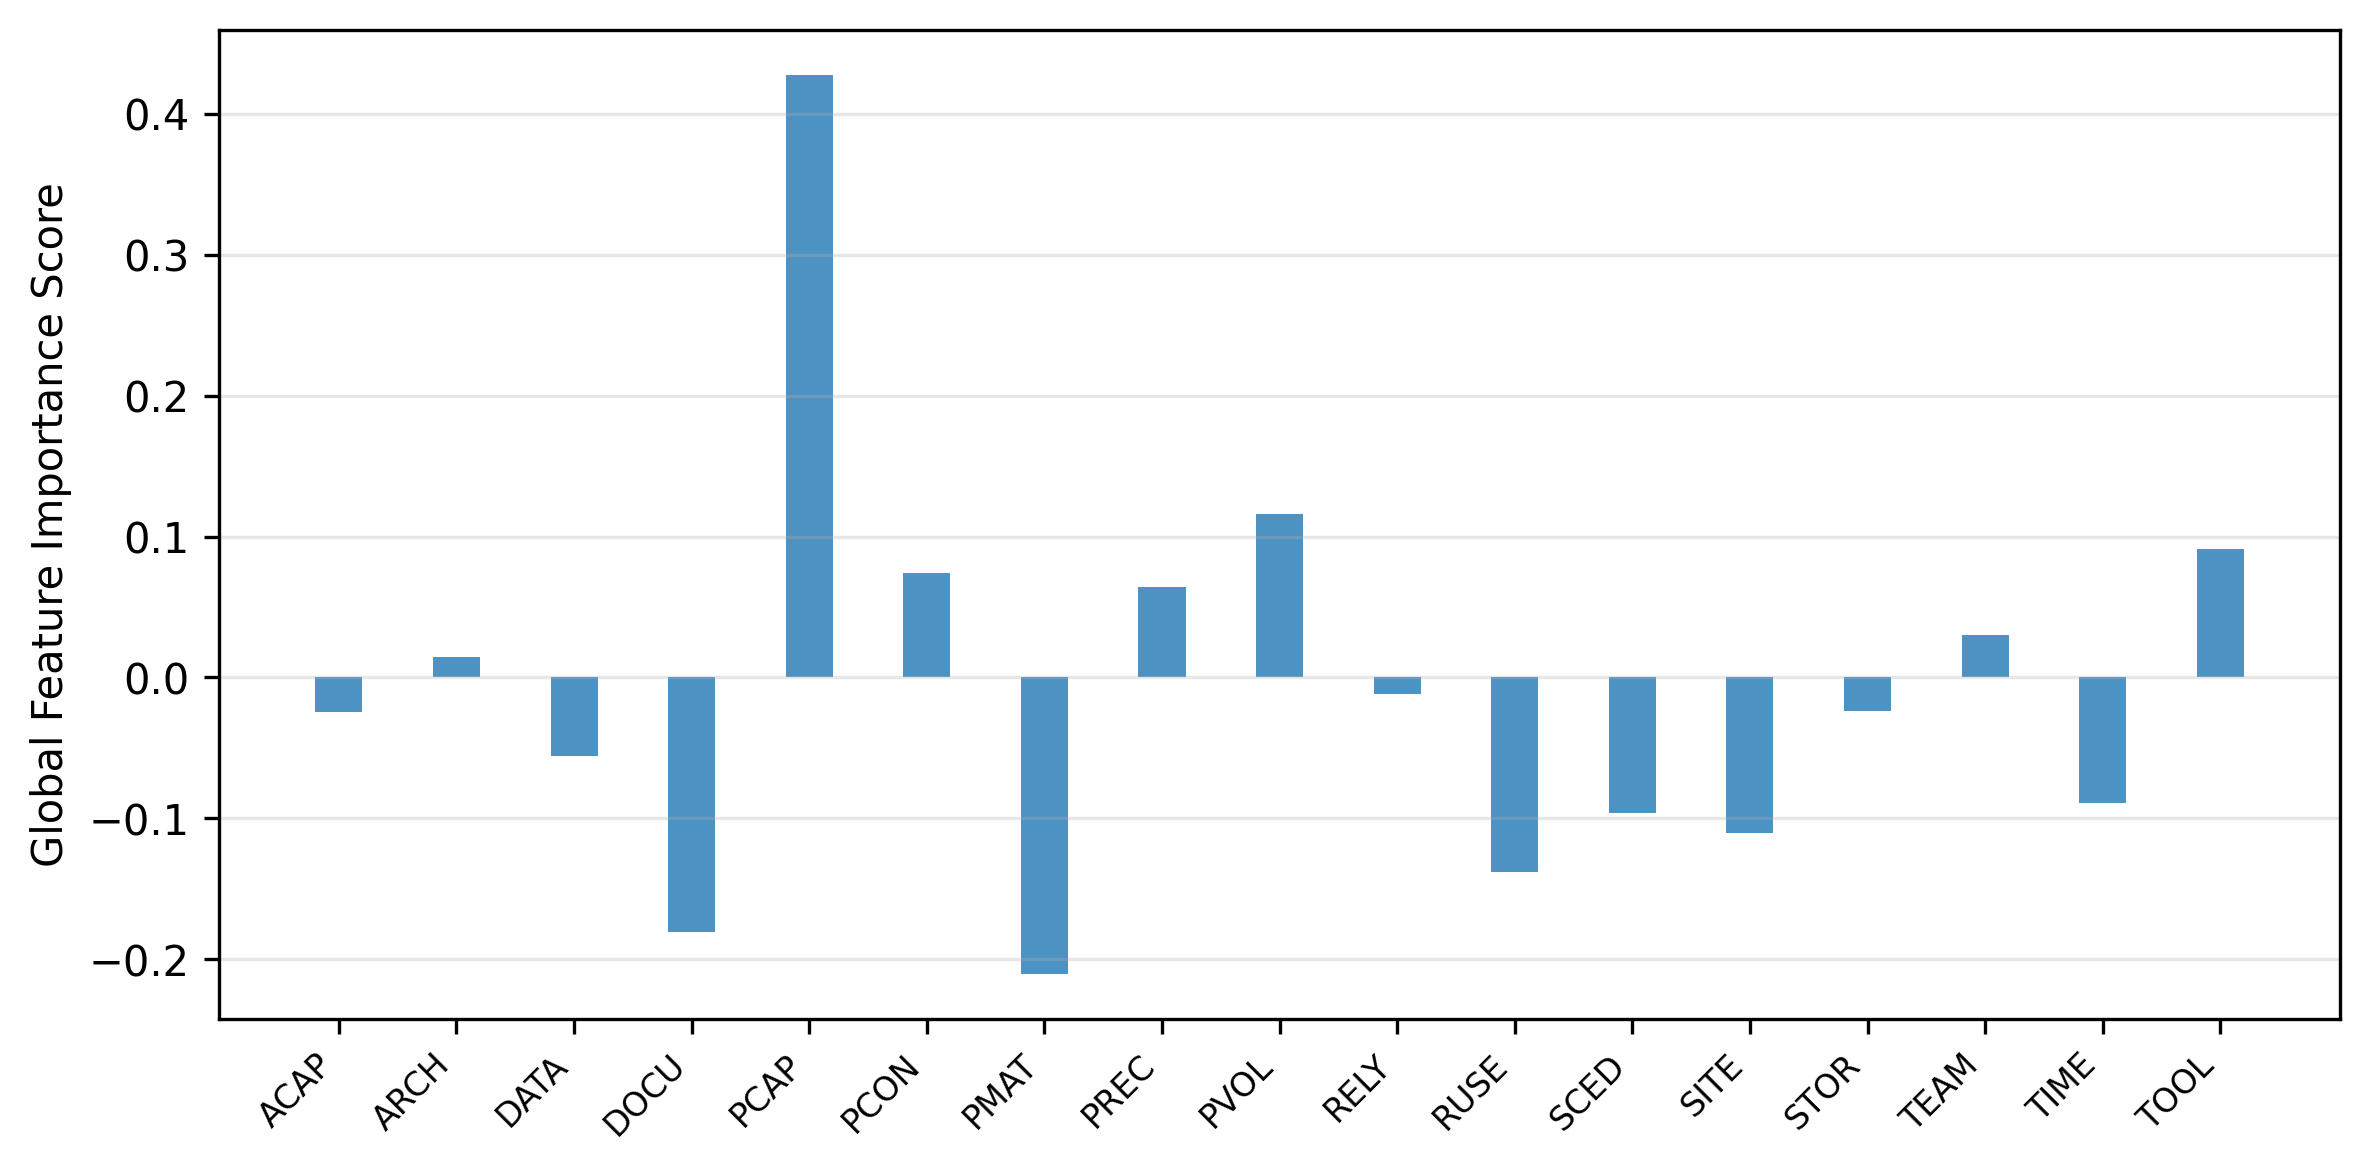 Global Feature Importance Score
0.4
0.3
0.2
0.1
0.0
−0.1
−0.2
ACAP
ARCH
DATA
DOCU
PCAP
PCON
PMAT
PREC
PVOL
RELY
RUSE
SCED
SITE
STOR
TEAM
TIME
TOOL